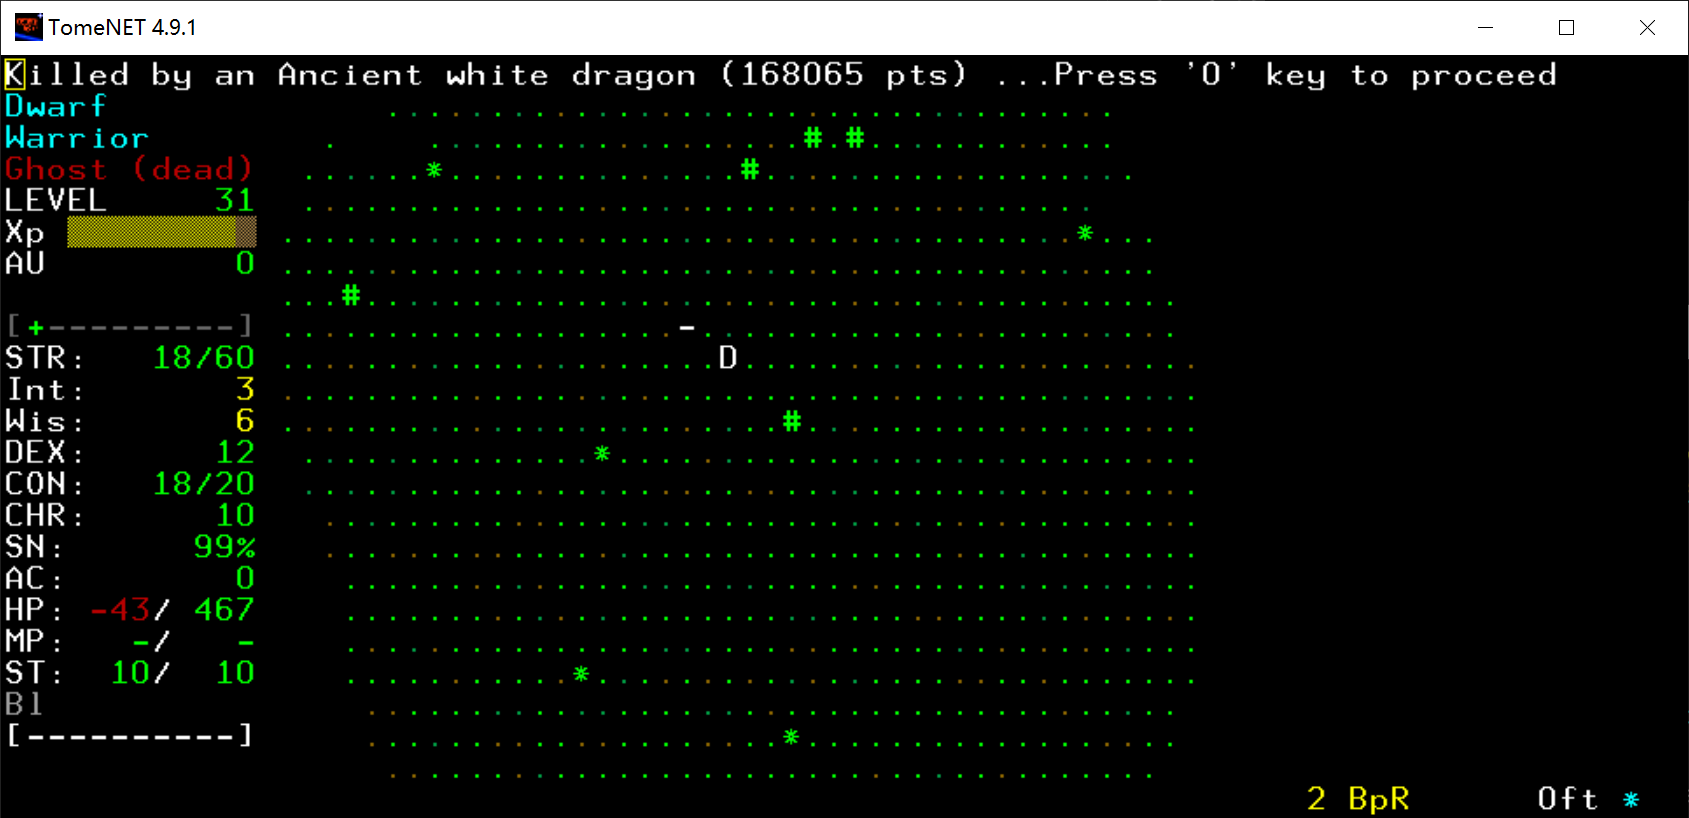 TomeNET 4.9.1
Killed by an Ancient white dragon (168065 pts) ...Press 'O' key to proceed
Dwarf
Warrior
Ghost (dead)
LEVEL 31
Xp
AU 0
[+---------]
STR: 18/60
Int: 3
Wis: 6
DEX: 12
CON: 18/20
CHR: 10
SN: 99%
AC: 0
HP: -43/ 467
MP: -/ -
ST: 10/ 10
Bl
[----------]
2 BpR 0ft *